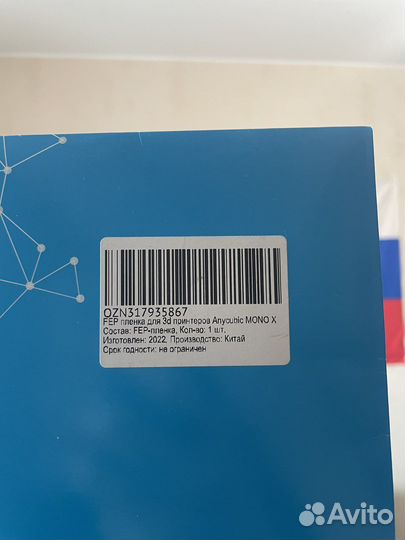 OZN317935867
FEP пленка для 3d принтеров Anycubic MONO X
Состав: FEP-пленка, Кол-во: 1 шт.
Изготовлен: 2022, Производство: Китай
Срок годности: не ограничен
Avito